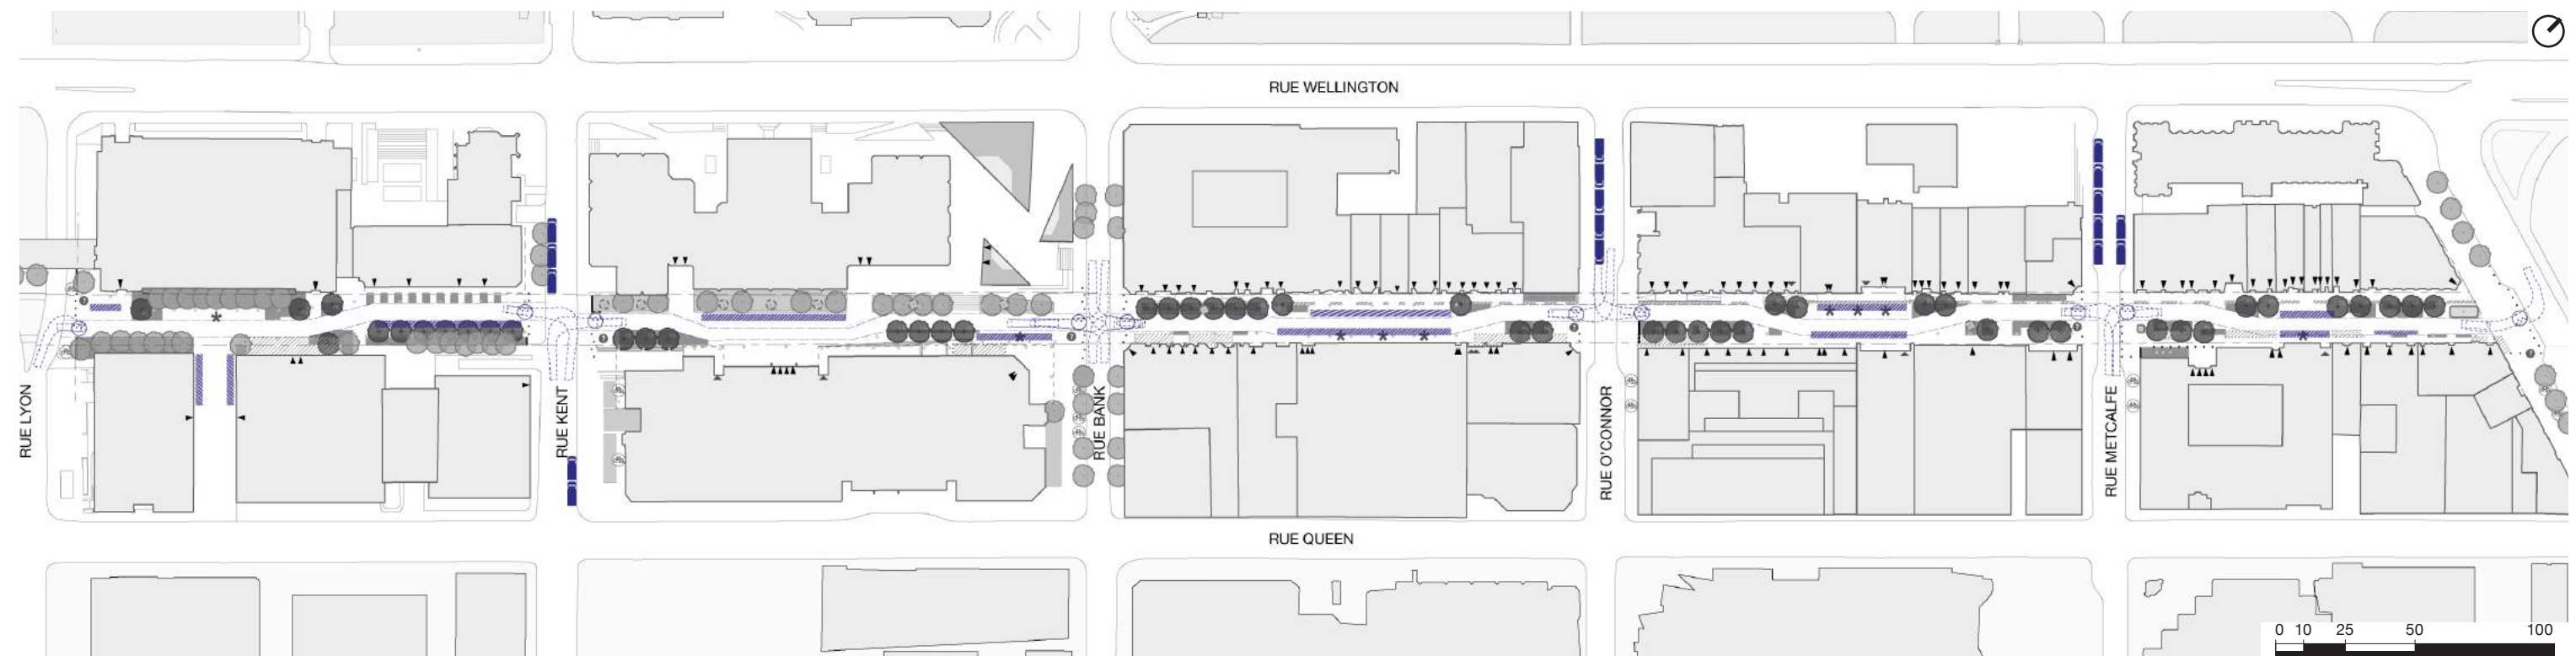 RUE WELLINGTON
RUE LYON
RUE KENT
RUE BANK
RUE O'CONNOR
RUE METCALFE
RUE QUEEN
0 10 25 50 100